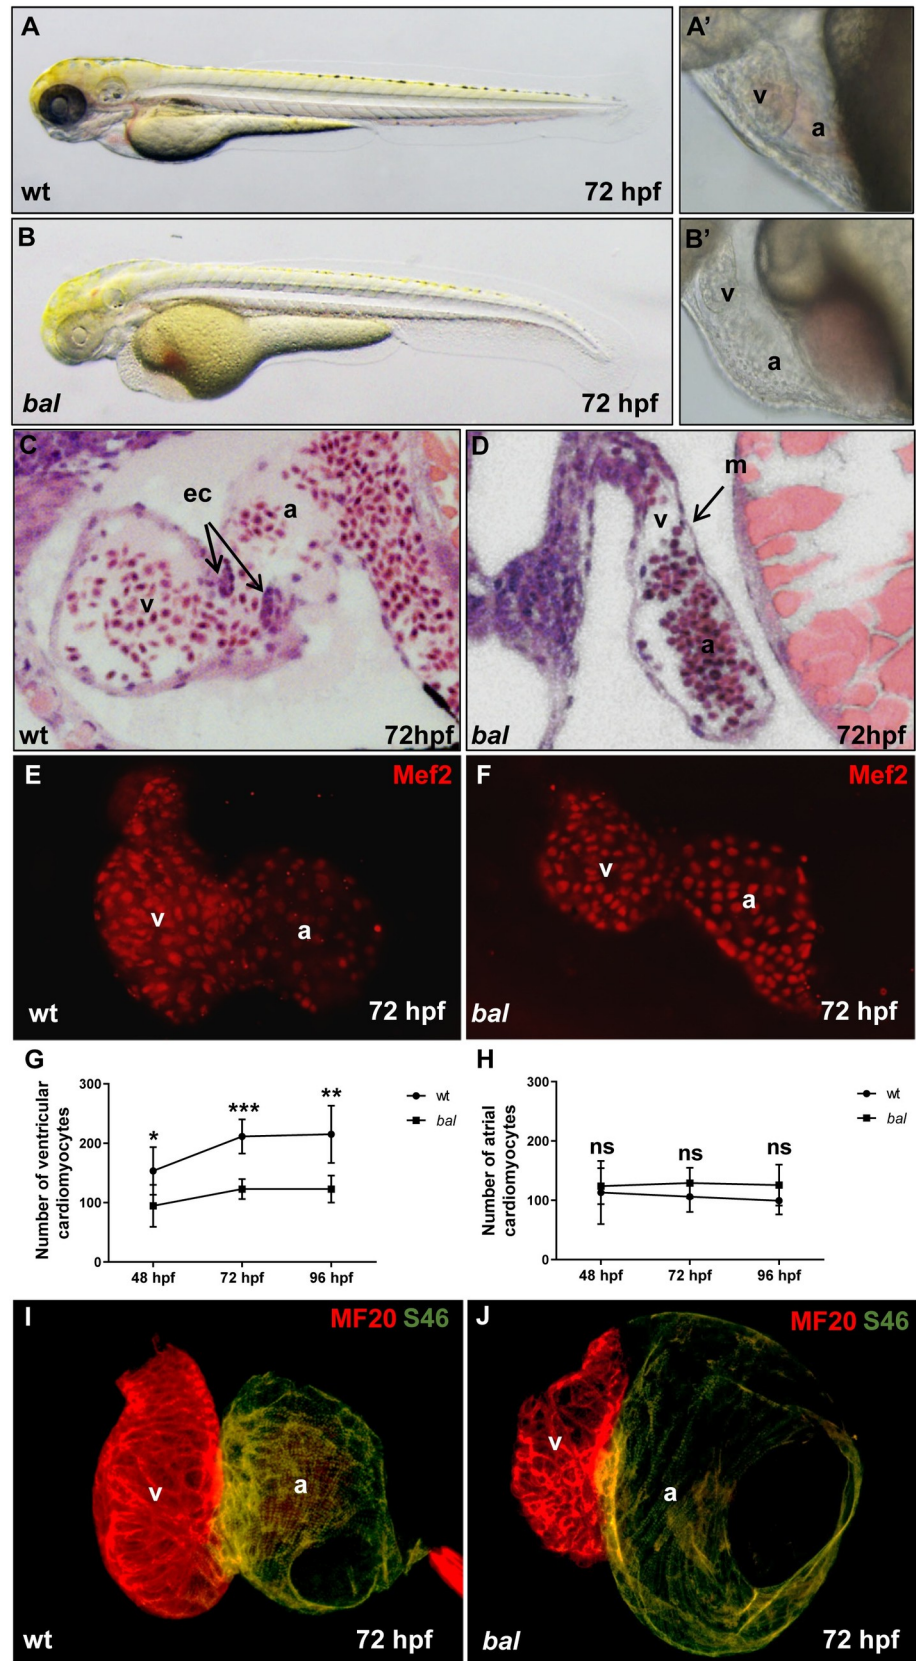 A
wt
72 hpf
A’
v
a
B
bal
72 hpf
B’
v
a
C
ec
a
v
wt
72hpf
D
m
v
a
bal
72hpf
E
Mef2
v
a
wt
72 hpf
F
Mef2
v
a
bal
72 hpf
G
Number of ventricular
cardiomyocytes
300
200
100
0
*
***
**
48 hpf
72 hpf
96 hpf
wt
bal
H
Number of atrial
cardiomyocytes
300
200
100
0
ns
ns
ns
48 hpf
72 hpf
96 hpf
wt
bal
I
MF20 S46
v
a
wt
72 hpf
J
MF20 S46
v
a
bal
72 hpf